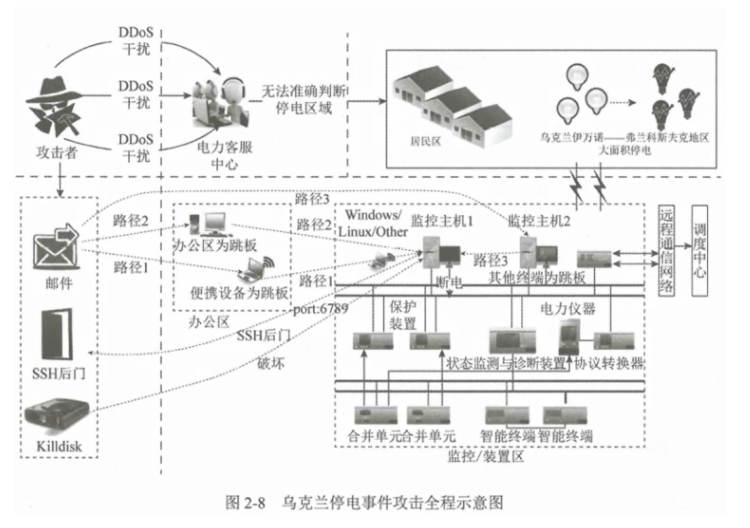 DDoS
干扰
DDoS
干扰
DDoS
干扰
攻击者
电力客服
中心
无法准确判断
停电区域
居民区
乌克兰伊万诺——弗兰科斯夫克地区
大面积停电
路径3
路径2
路径1
邮件
SSH后门
Killdisk
办公区为跳板
便携设备为跳板
办公区
路径2
路径1
Windows/
Linux/Other
监控主机1
监控主机2
路径3
断电
其他终端为跳板
远程通信网络
调度中心
port:6789
SSH后门
破坏
保护
装置
电力仪器
状态监测与诊断装置
协议转换器
合并单元
合并单元
智能终端
智能终端
监控/装置区
图 2-8 乌克兰停电事件攻击全程示意图